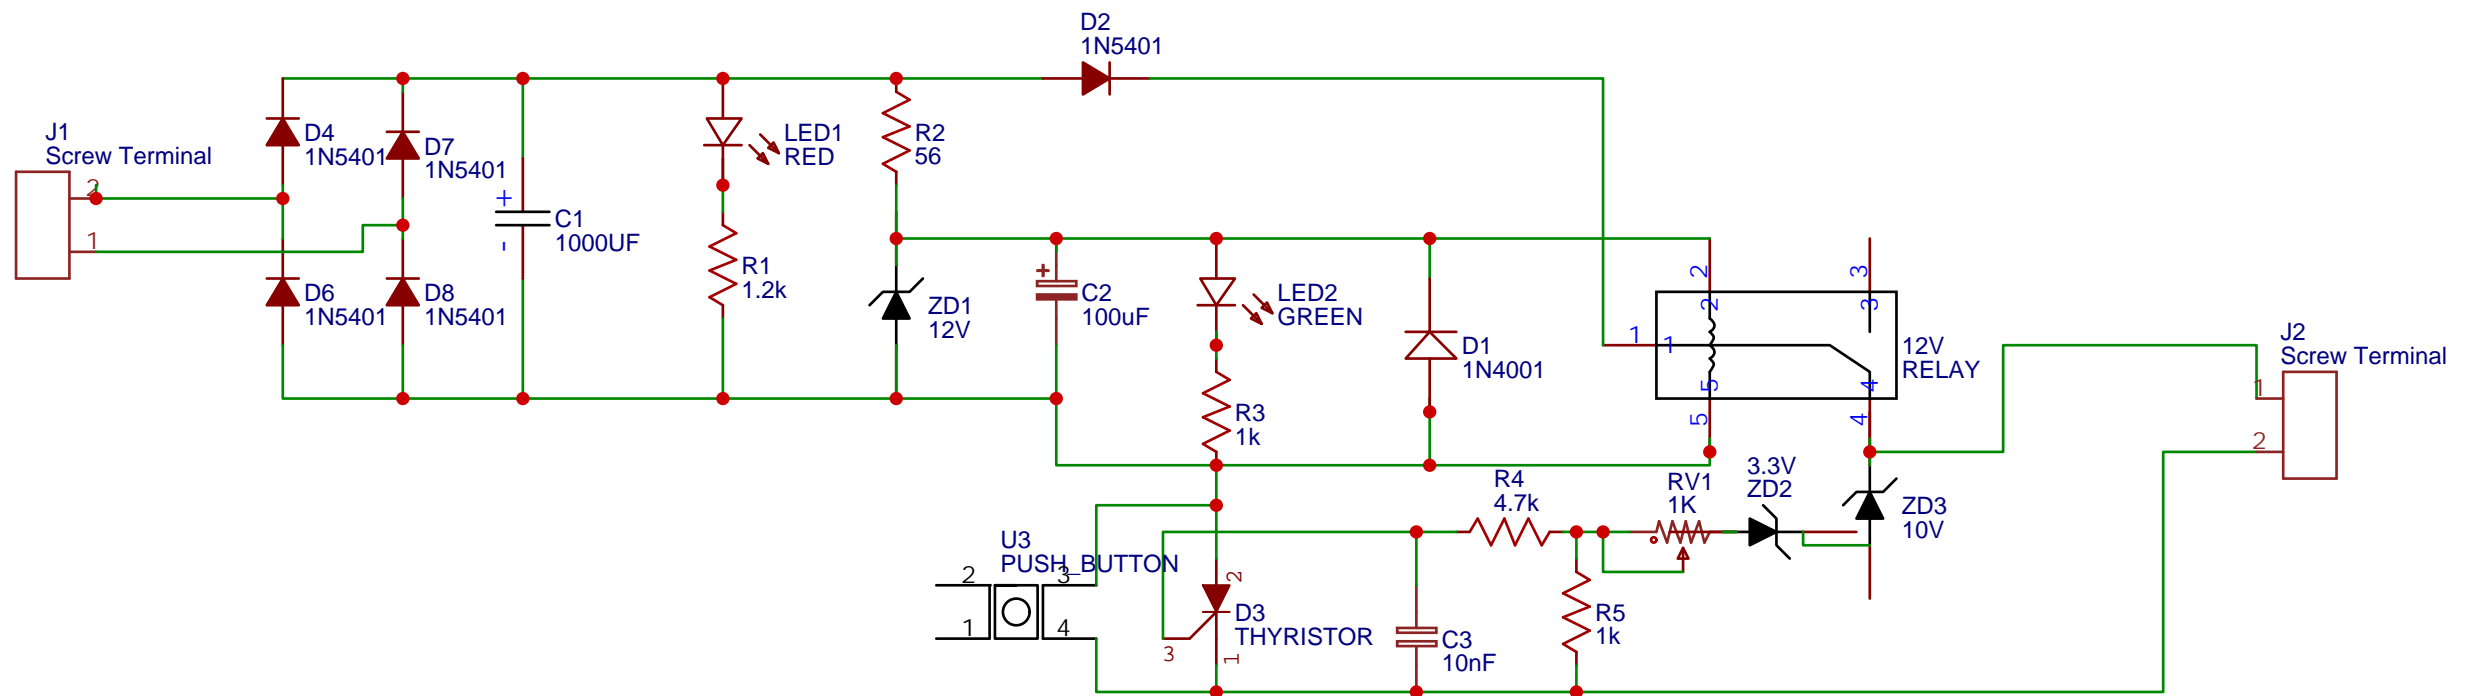 D2
1N5401
J1
Screw Terminal
2
1
D4
1N5401
D7
1N5401
D6
1N5401
D8
1N5401
+
-
C1
1000UF
LED1
RED
R1
1.2k
R2
56
ZD1
12V
+
C2
100uF
LED2
GREEN
R3
1k
D1
1N4001
2
2
3
3
1
1
5
5
4
4
12V
RELAY
J2
Screw Terminal
1
2
R4
4.7k
RV1
1K
3.3V
ZD2
ZD3
10V
U3
PUSH_BUTTON
2
3
1
4
2
D3
THYRISTOR
3
1
C3
10nF
R5
1k